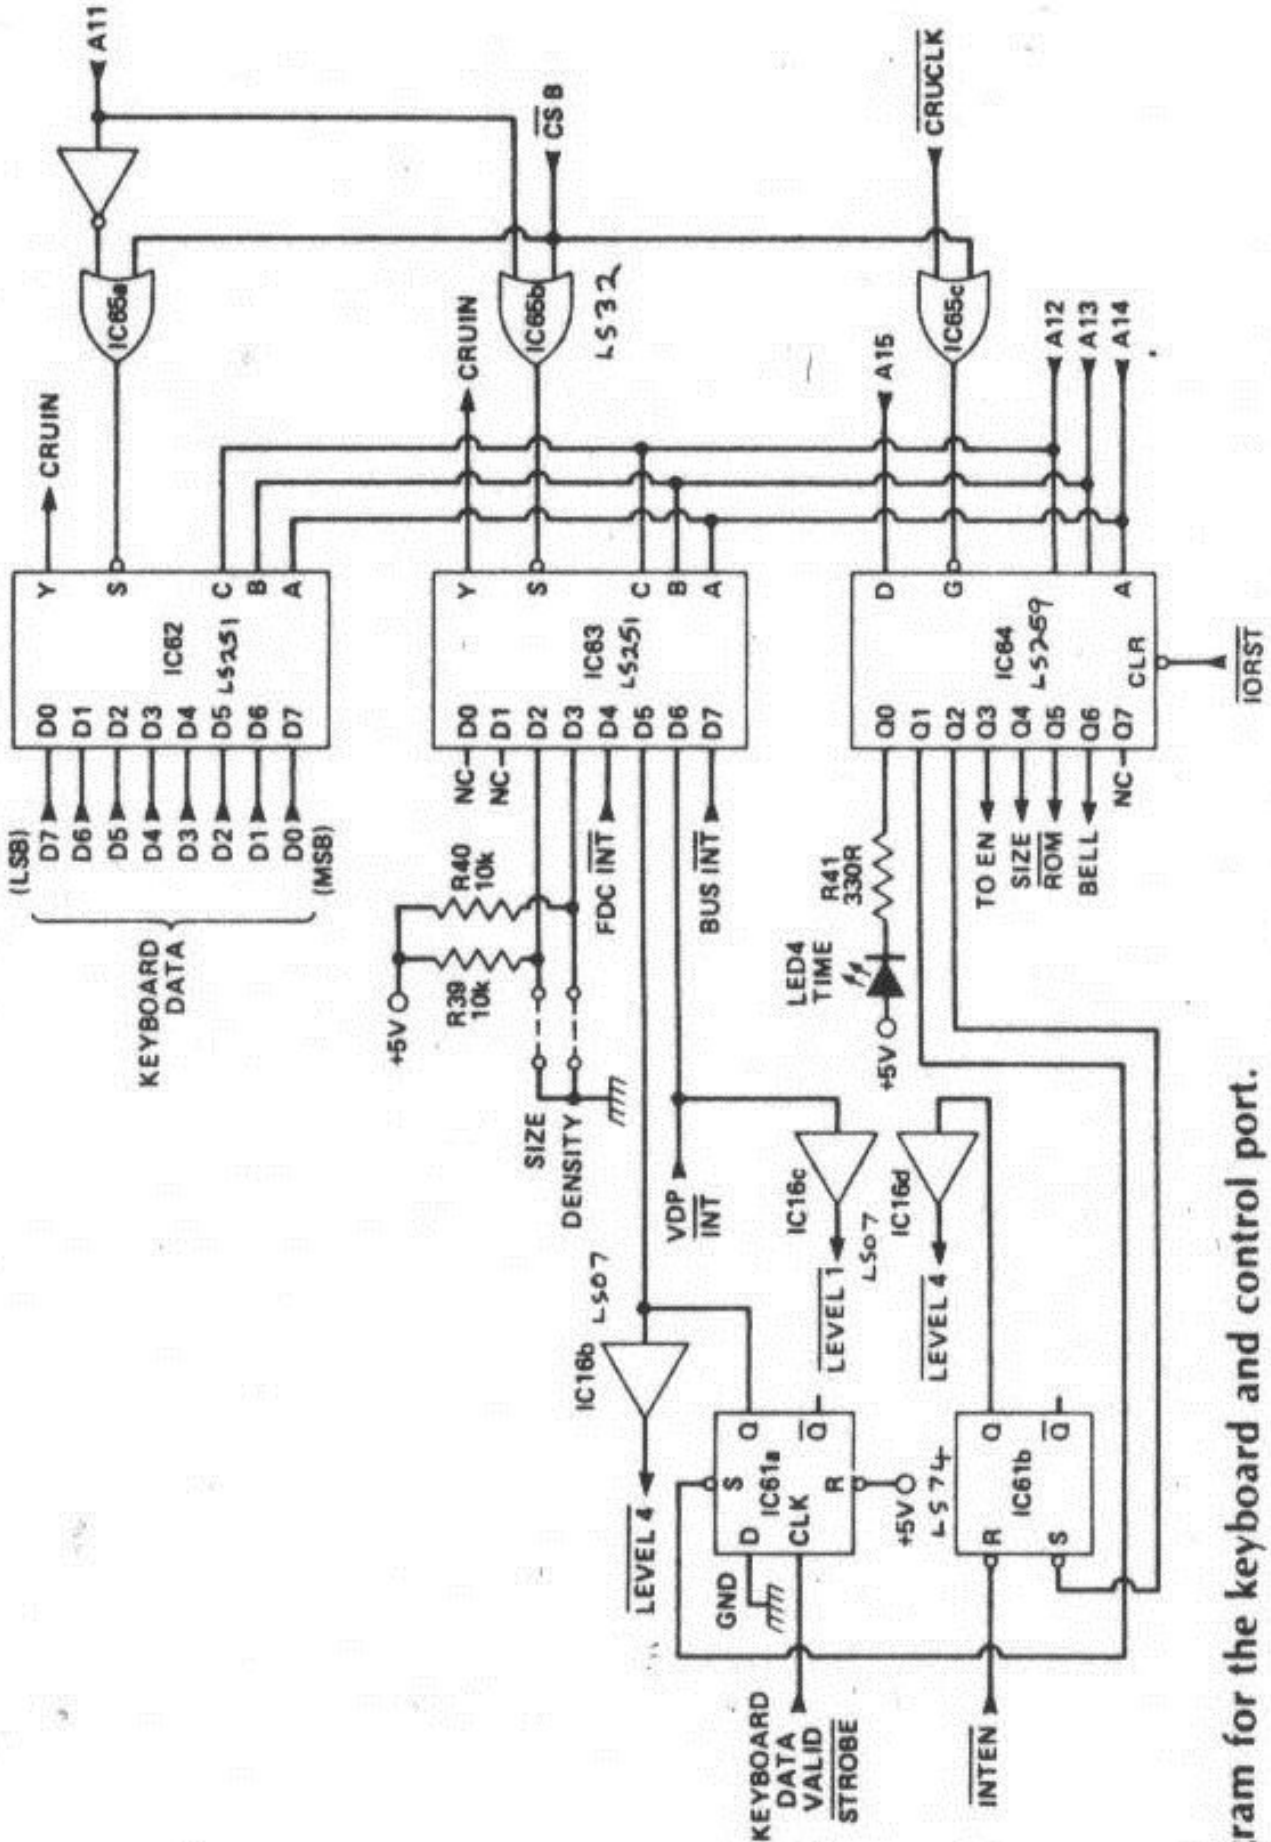 A11
CS B
CRUCLK
IC65a
IC65b
LS32
IC65c
CRUIN
CRUIN
A15
A12
A13
A14
Y
S
C
B
A
IC62
LS251
D0
D1
D2
D3
D4
D5
D6
D7
(LSB)
D7
D6
D5
D4
D3
D2
D1
D0
(MSB)
KEYBOARD
DATA
Y
S
C
B
A
IC63
LS251
NC
D0
NC
D1
D2
D3
D4
D5
D6
D7
R40
10k
R39
10k
+5V
FDC INT
BUS INT
SIZE
DENSITY
VDP
INT
D
G
A
IC64
LS259
CLR
IORST
Q0
Q1
Q2
Q3
Q4
Q5
Q6
NC
Q7
TO EN
SIZE
ROM
BELL
R41
330R
LED4
TIME
+5V
IC16b
LS07
LEVEL 4
IC16c
LEVEL 1
LS07
IC16d
LEVEL 4
S
D
CLK
R
Q
Q
IC61a
GND
+5V
LS74
KEYBOARD
DATA
VALID
STROBE
R
S
Q
Q
IC61b
INTEN
ram for the keyboard and control port.